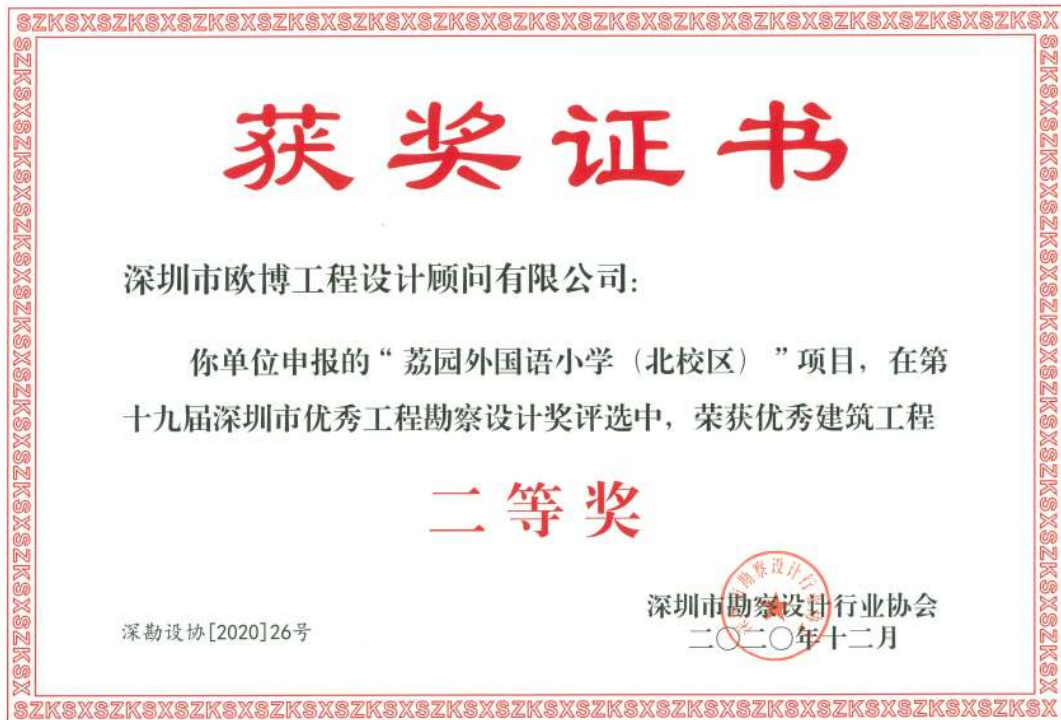 SZKSXSZKSXSZKSXSZKSXSZKSXSZKSXSZKSXSZKSXSZKSXSZKSXSZKSXSZKSX
获奖证书
深圳市欧博工程设计顾问有限公司：
你单位申报的“荔园外国语小学（北校区）”项目，在第
十九届深圳市优秀工程勘察设计奖评选中，荣获优秀建筑工程
二等奖
深圳市勘察设计行业协会
二〇二〇年十二月
深勘设协[2020]26号
SZKSXSZKSXSZKSXSZKSXSZKSXSZKSXSZKSXSZKSXSZKSXSZKSXSZKSXSZKSX